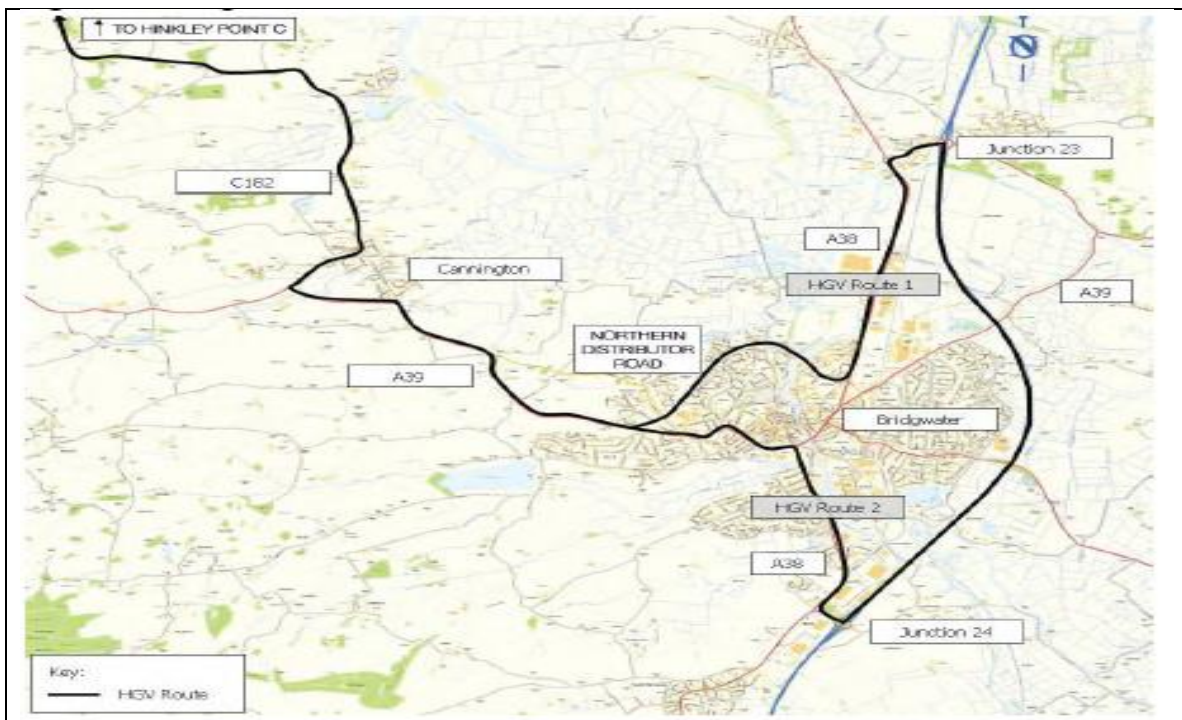 ↑ TO HINKLEY POINT C
N
Junction 23
C182
A38
Cannington
HGV Route 1
A39
NORTHERN
DISTRIBUTOR
ROAD
A39
Bridgwater
HGV Route 2
A38
Junction 24
Key:
HGV Route